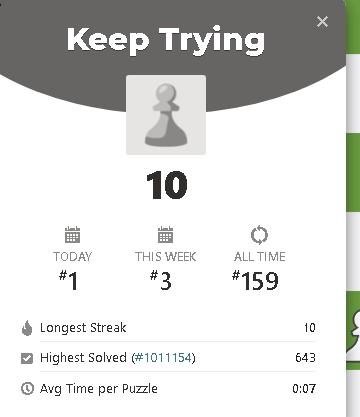 Keep Trying
×
10
TODAY THIS WEEK ALL TIME
#1 #3 #159
Longest Streak 10
Highest Solved (#1011154) 643
Avg Time per Puzzle 0:07